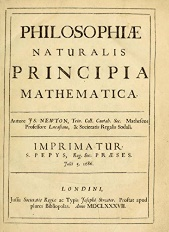 PHILOSOPHIÆ
NATURALIS
PRINCIPIA
MATHEMATICA.
Autore JS. NEWTON, Trin. Coll. Cantab. Soc. Matheseos
Professore Lucasiano, & Societatis Regalis Sodali.
IMPRIMATUR.
S. PEPYS, Reg. Soc. PRÆSES.
Julii 5. 1686.
LONDINI,
Jussu Societatis Regiæ ac Typis Josephi Streater. Prostat apud
plures Bibliopolas. Anno MDCLXXXVII.